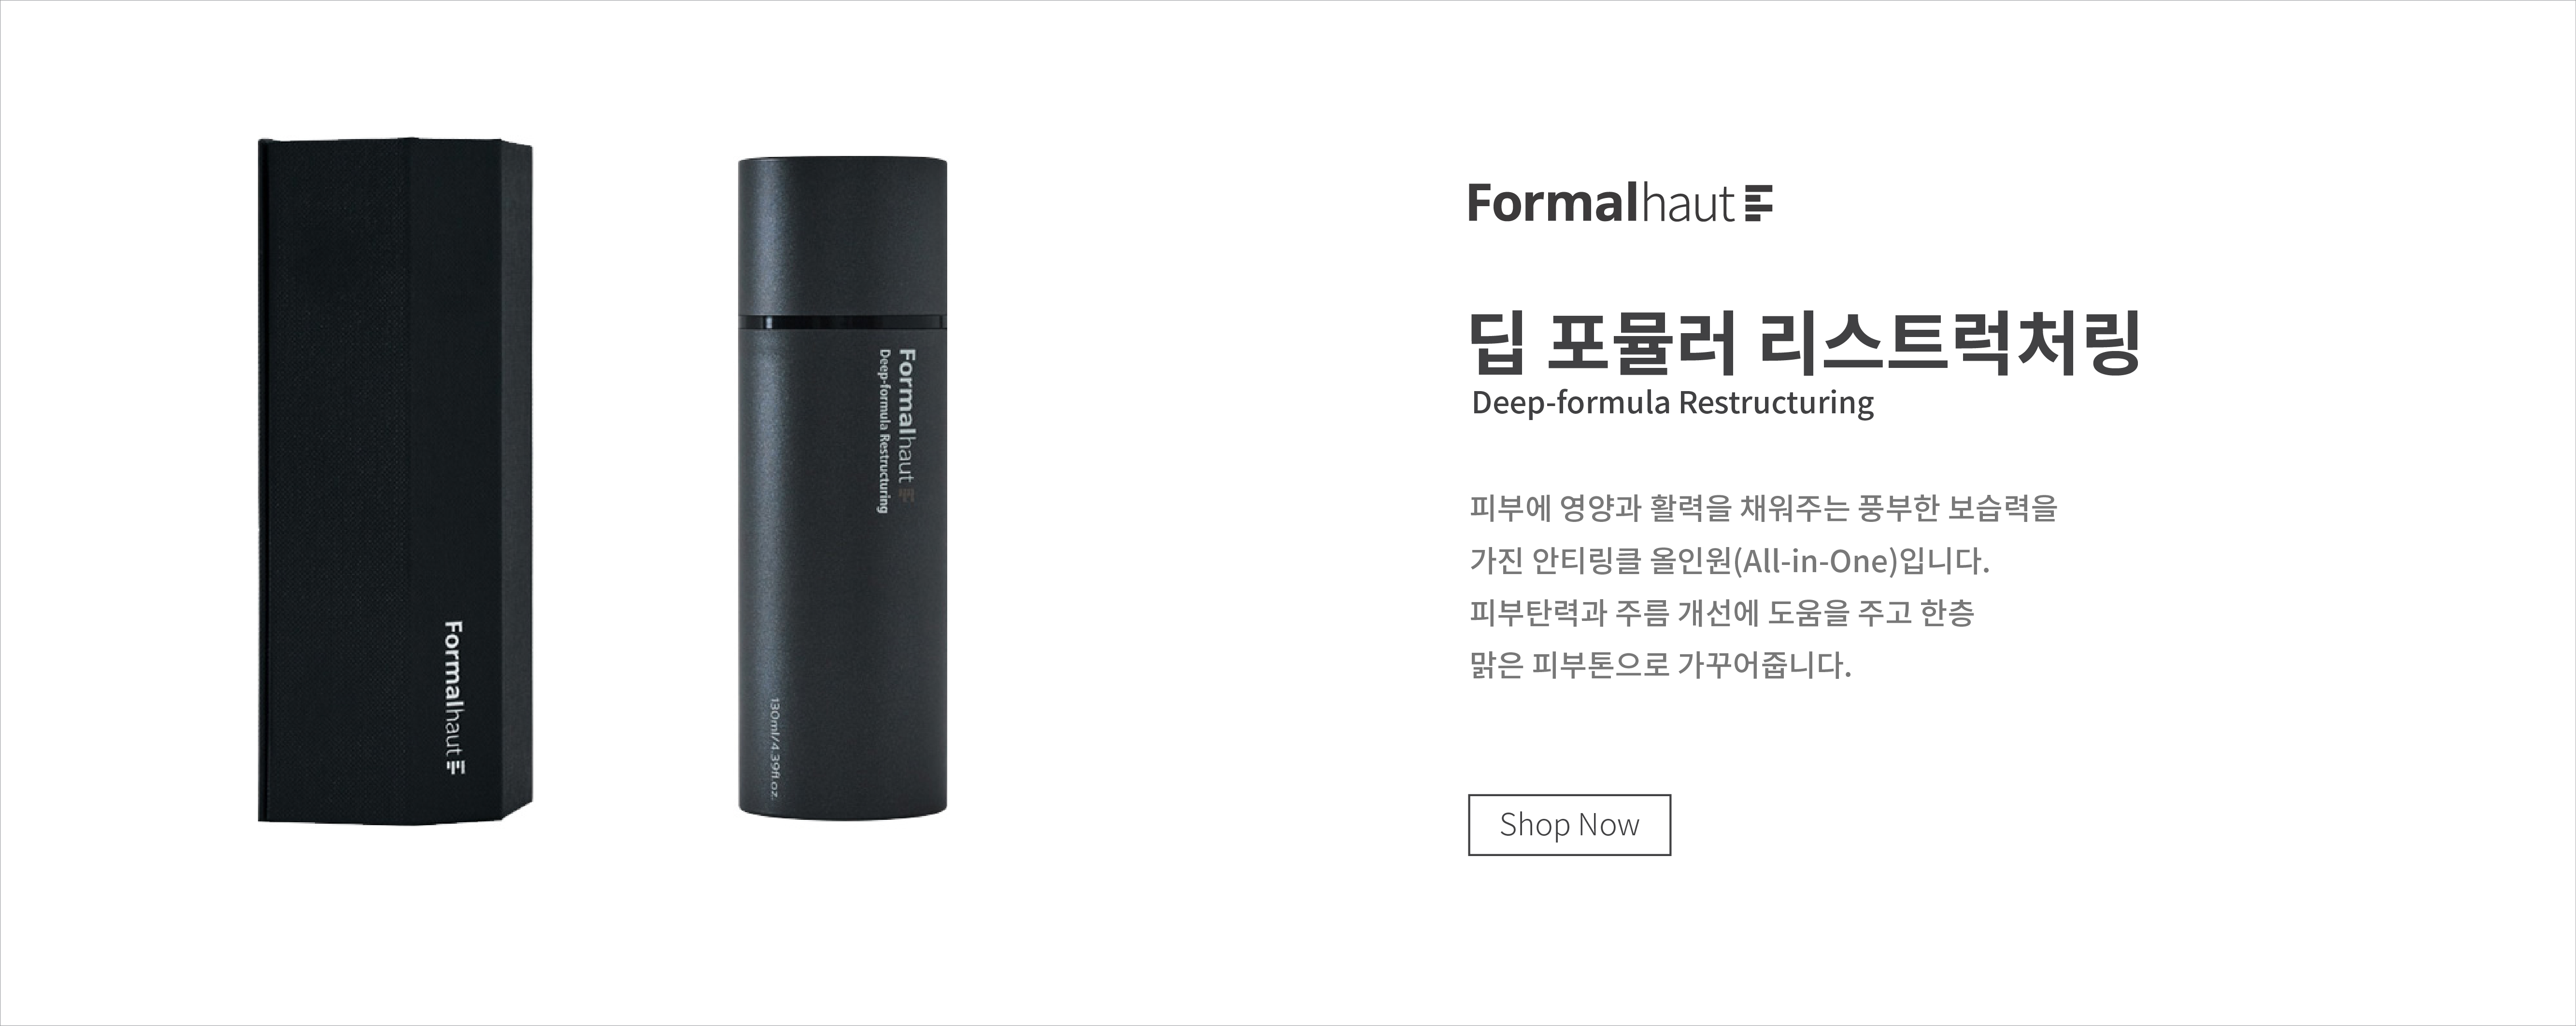 Formalhaut
Formalhaut
Deep-formula Restructuring
130ml/4.39fl.oz.
Formalhaut
딥 포뮬러 리스트럭처링
Deep-formula Restructuring
피부에 영양과 활력을 채워주는 풍부한 보습력을
가진 안티링클 올인원(All-in-One)입니다.
피부탄력과 주름 개선에 도움을 주고 한층
맑은 피부톤으로 가꾸어줍니다.
Shop Now